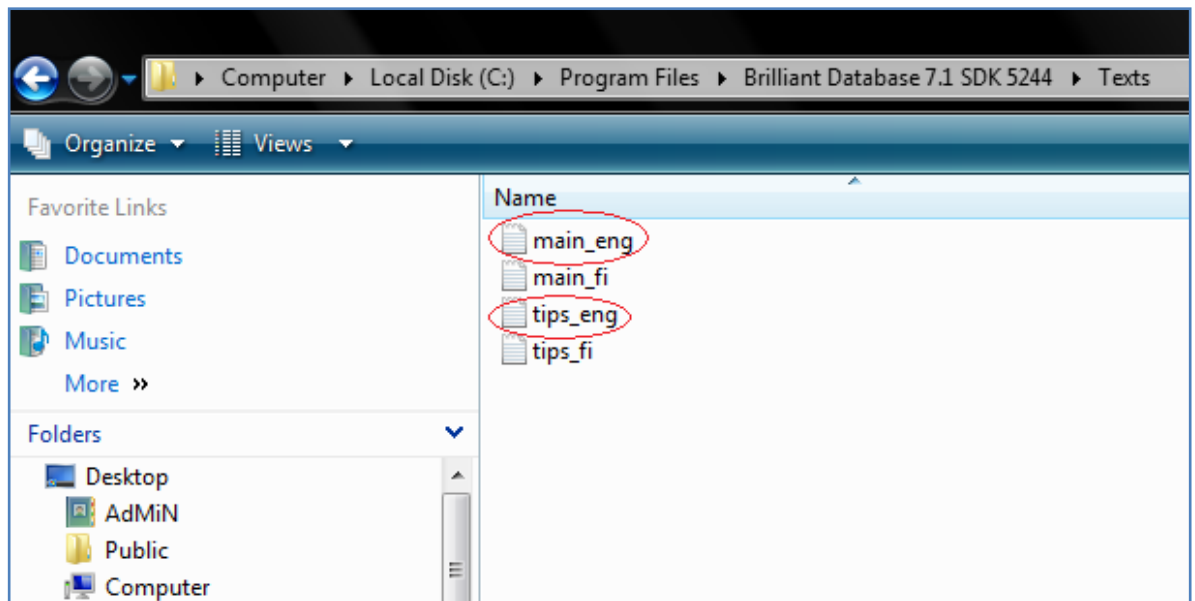 Computer ▸ Local Disk (C:) ▸ Program Files ▸ Brilliant Database 7.1 SDK 5244 ▸ Texts
Organize Views
Favorite Links
Documents
Pictures
Music
More »
Folders
Desktop
AdMiN
Public
Computer
Name
main_eng
main_fi
tips_eng
tips_fi